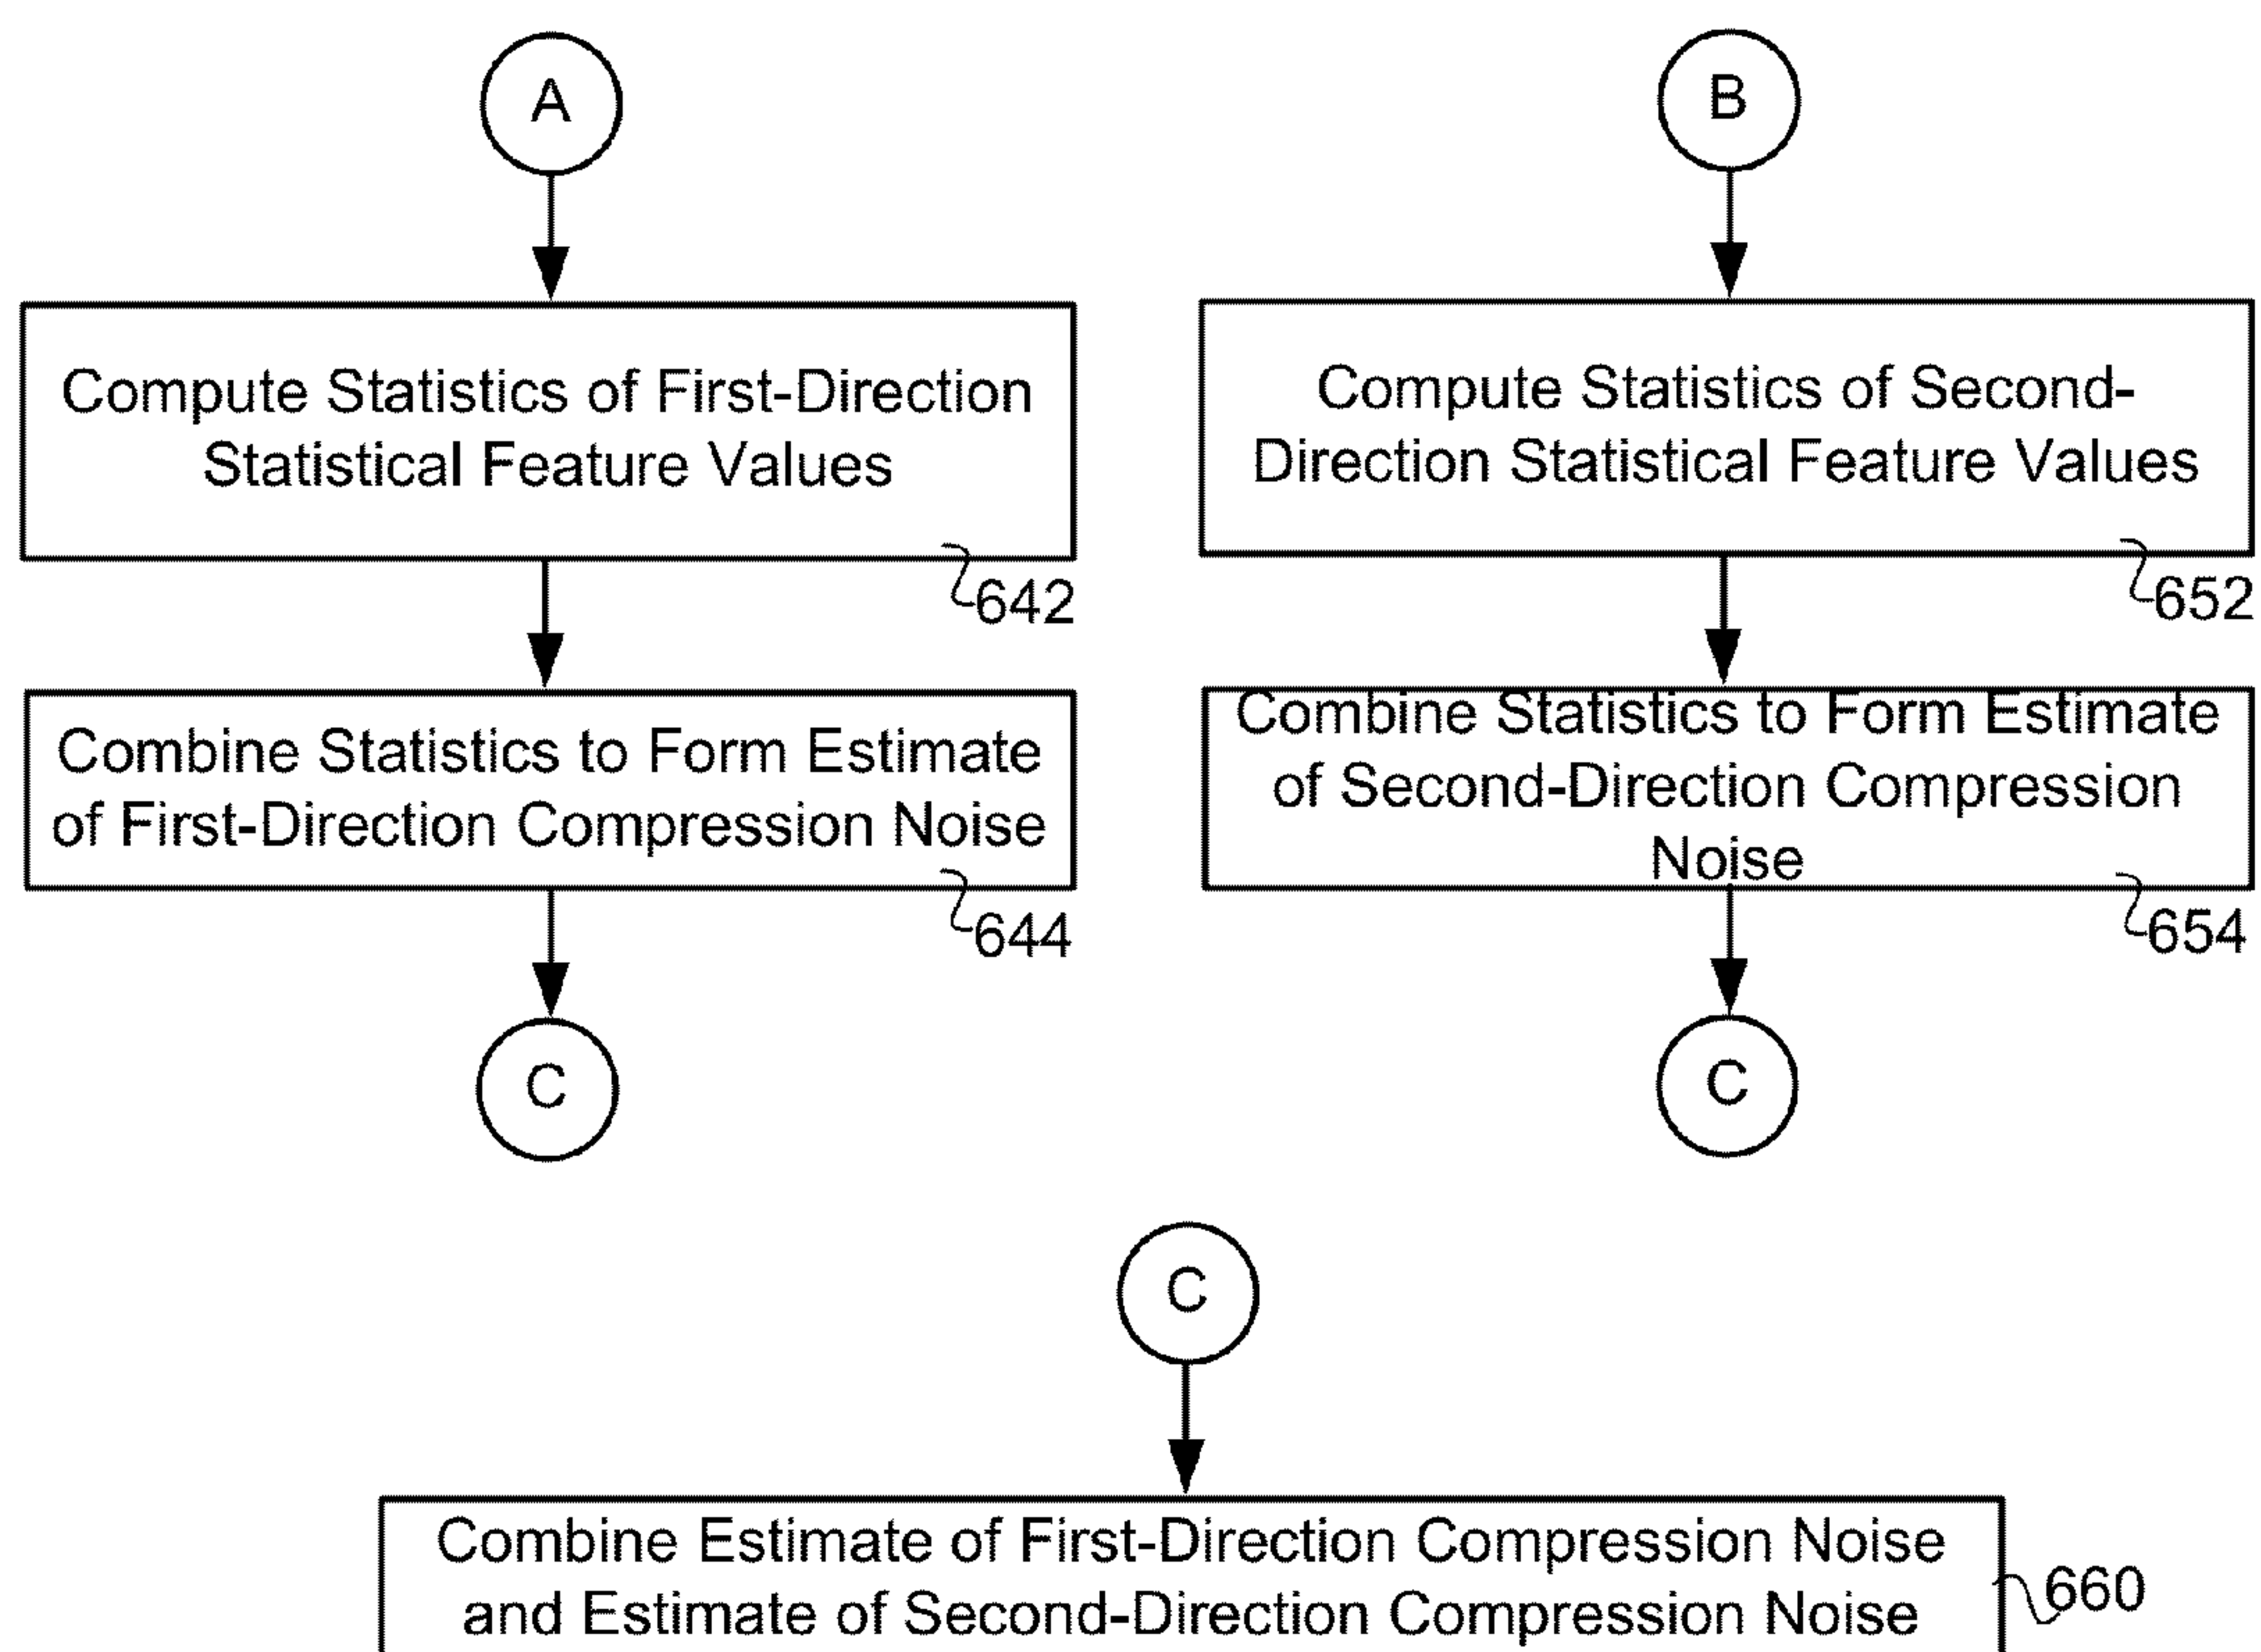 A
Compute Statistics of First-Direction
Statistical Feature Values
642
Combine Statistics to Form Estimate
of First-Direction Compression Noise
644
C
B
Compute Statistics of Second-
Direction Statistical Feature Values
652
Combine Statistics to Form Estimate
of Second-Direction Compression
Noise
654
C
C
Combine Estimate of First-Direction Compression Noise
and Estimate of Second-Direction Compression Noise
660